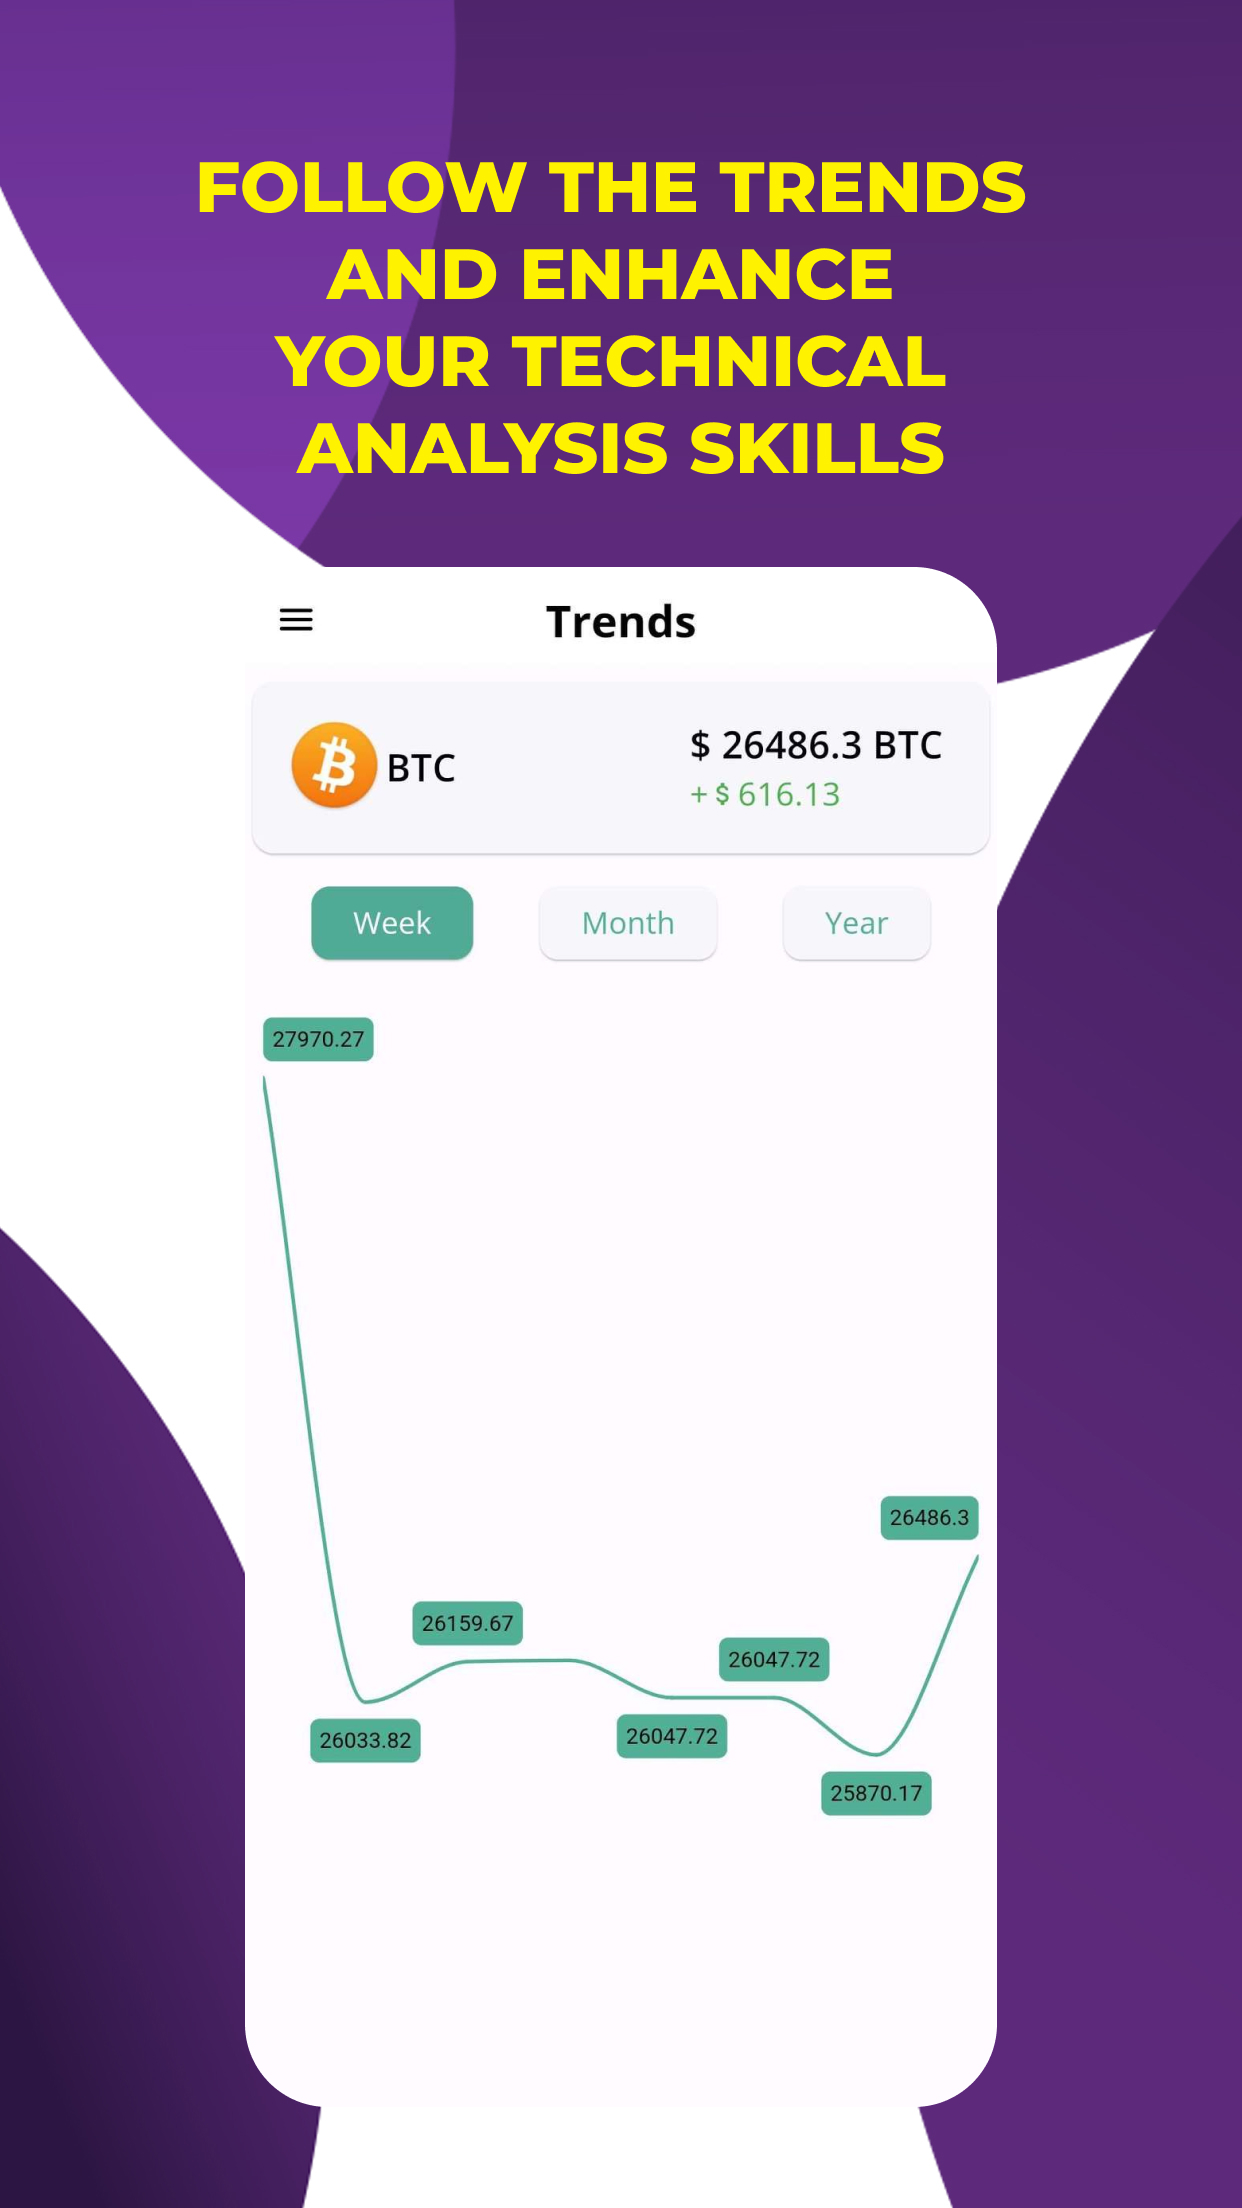 FOLLOW THE TRENDS
AND ENHANCE
YOUR TECHNICAL
ANALYSIS SKILLS
Trends
BTC
$ 26486.3 BTC
+ $ 616.13
Week
Month
Year
27970.27
26486.3
26159.67
26047.72
26033.82
26047.72
25870.17